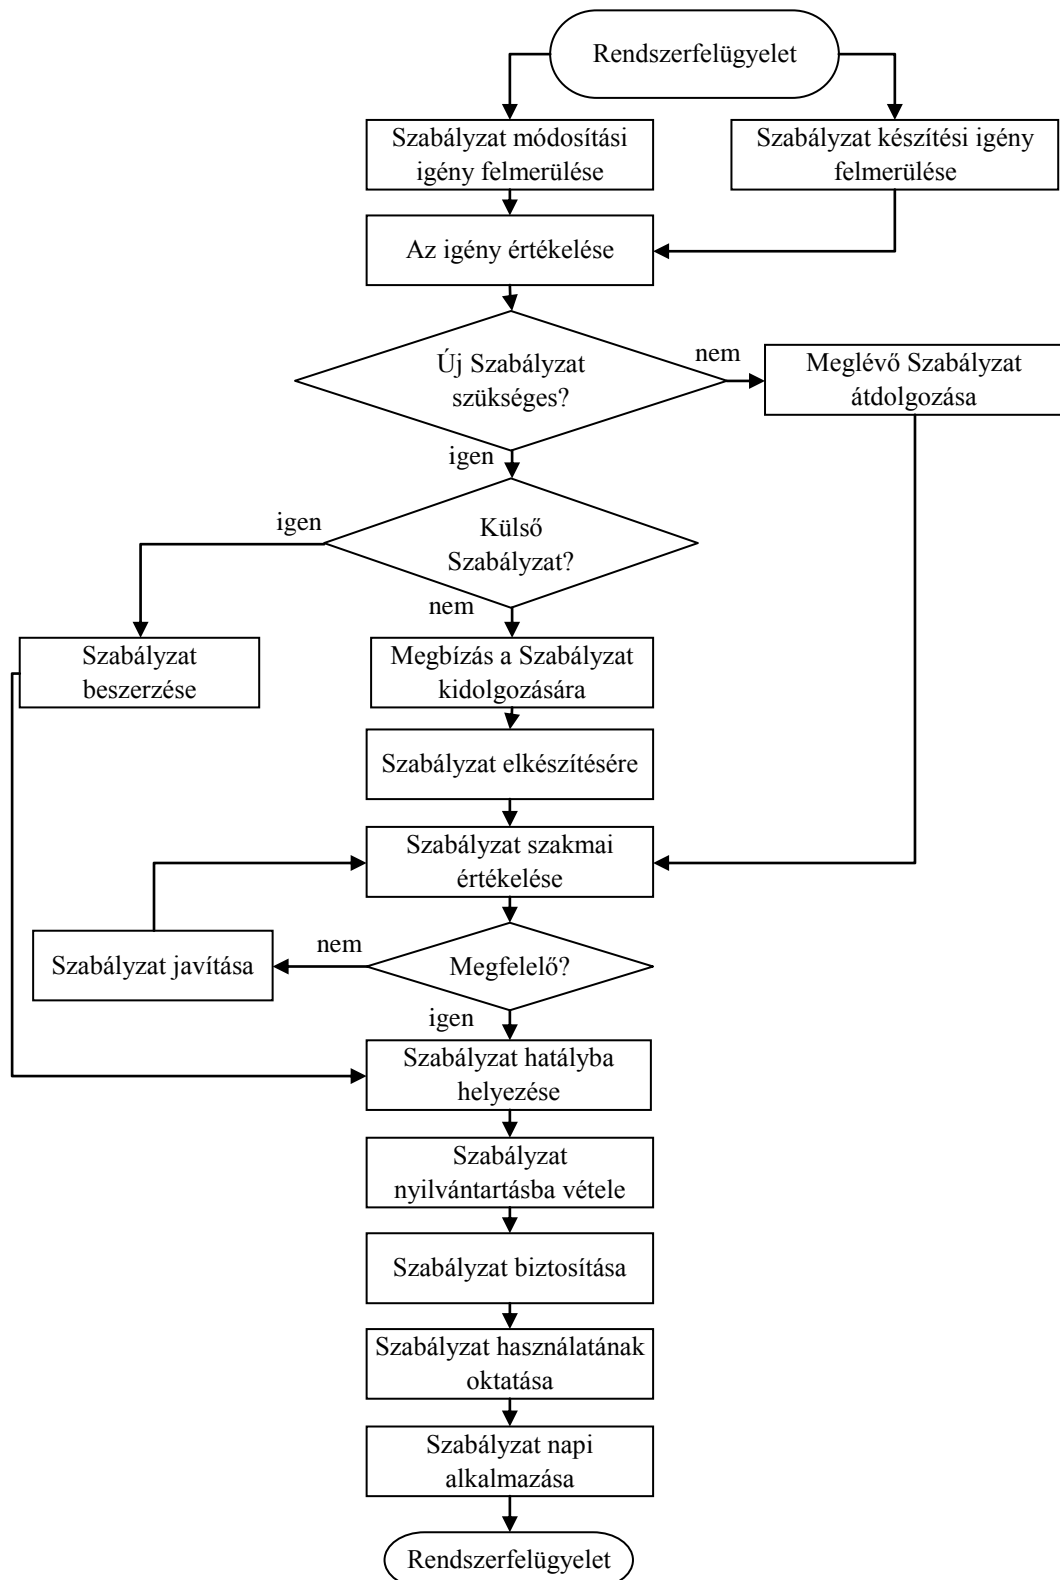 Rendszerfelügyelet
Szabályzat módosítási
igény felmerülése
Szabályzat készítési igény
felmerülése
Az igény értékelése
Új Szabályzat
szükséges?
nem
Meglévő Szabályzat
átdolgozása
igen
Külső
Szabályzat?
igen
nem
Szabályzat
beszerzése
Megbízás a Szabályzat
kidolgozására
Szabályzat elkészítésére
Szabályzat szakmai
értékelése
Megfelelő?
nem
Szabályzat javítása
igen
Szabályzat hatályba
helyezése
Szabályzat
nyilvántartásba vétele
Szabályzat biztosítása
Szabályzat használatának
oktatása
Szabályzat napi
alkalmazása
Rendszerfelügyelet